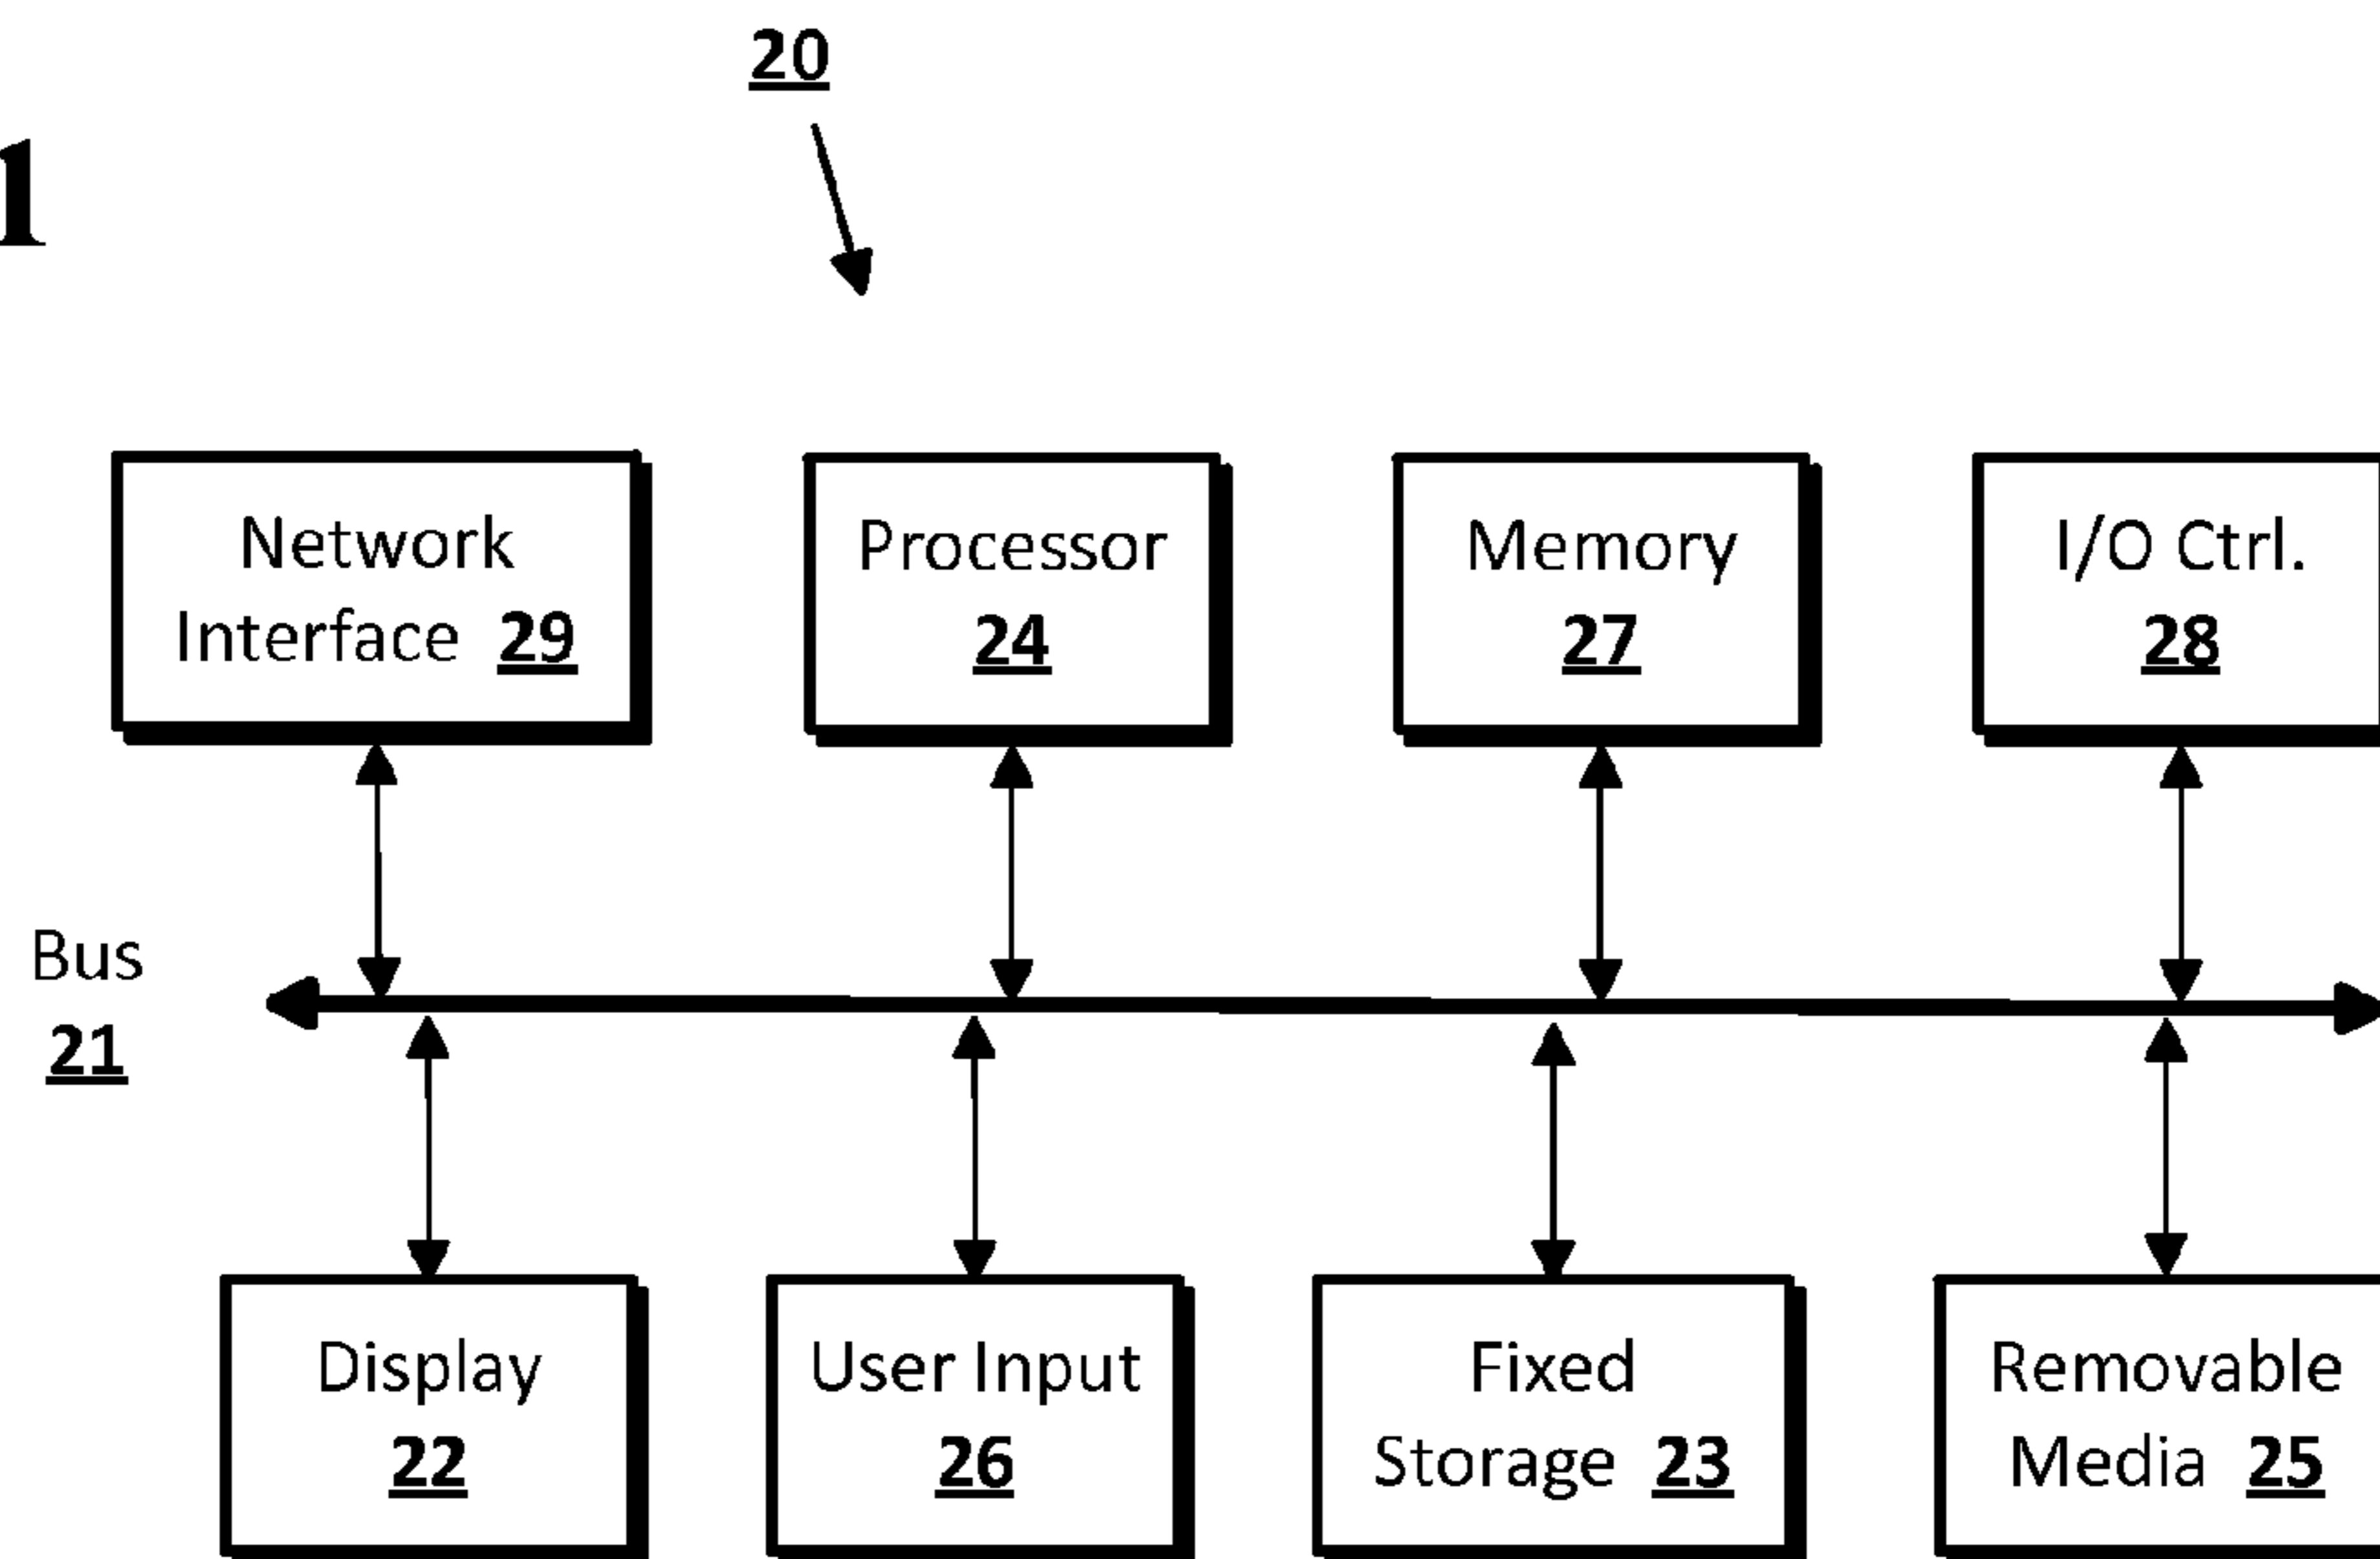 20
1
Network
Interface 29
Processor
24
Memory
27
I/O Ctrl.
28
Bus
21
Display
22
User Input
26
Fixed
Storage 23
Removable
Media 25